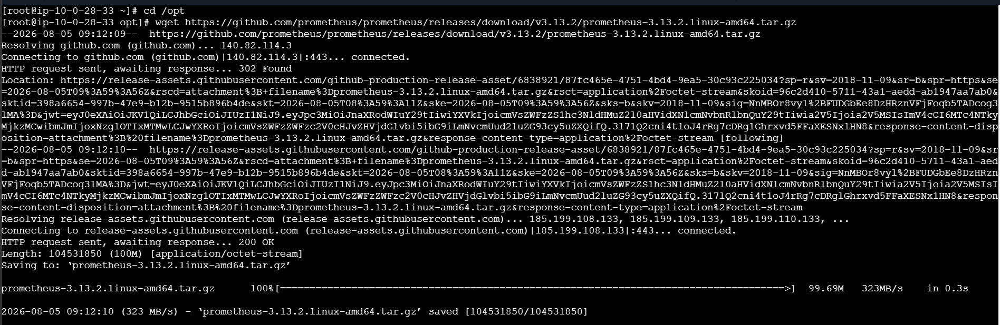 [root@ip-10-0-28-33 ~]# cd /opt
[root@ip-10-0-28-33 opt]# wget https://github.com/prometheus/prometheus/releases/download/v3.13.2/prometheus-3.13.2.linux-amd64.tar.gz
--2026-08-05 09:12:09--  https://github.com/prometheus/prometheus/releases/download/v3.13.2/prometheus-3.13.2.linux-amd64.tar.gz
Resolving github.com (github.com)... 140.82.114.3
Connecting to github.com (github.com)|140.82.114.3|:443... connected.
HTTP request sent, awaiting response... 302 Found
Location: https://release-assets.githubusercontent.com/github-production-release-asset/6838921/87fc465e-4751-4bd4-9ea5-30c93c225034?sp=r&sv=2018-11-09&sr=b&spr=https&se
=2026-08-05T09%3A59%3A56Z&rscd=attachment%3B+filename%3Dprometheus-3.13.2.linux-amd64.tar.gz&rsct=application%2Foctet-stream&skoid=96c2d410-5711-43a1-aedd-ab1947aa7ab0&
sktid=398a6654-997b-47e9-b12b-9515b896b4de&skt=2026-08-05T08%3A59%3A11Z&ske=2026-08-05T09%3A59%3A56Z&sks=b&skv=2018-11-09&sig=NnMBOr8vyl%2BFUDGbEe8DzHRznVFjFoqb5TADcog3
lMA%3D&jwt=eyJ0eXAiOiJKV1QiLCJhbGciOiJIUzI1NiJ9.eyJpc3MiOiJnaXRodWIuY29tIiwiYXVkIjoicmVsZWFzZS1hc3NldHMuZ2l0aHVidXNlcmNvbnRlbnQuY29tIiwia2V5Ijoia2V5MSIsImV4cCI6MTc4NTky
MjkzMCwibmJmIjoxNzg1OTIxMTMwLCJwYXRoIjoicmVsZWFzZWFzc2V0cHJvZHVjdGlvbi5ibG9iLmNvcmUud2luZG93cy5uZXQifQ.317lQ2cni4t1oJ4rRg7cDRglGhrxvd5FFaXESNx1HN8&response-content-disp
osition=attachment%3B%20filename%3Dprometheus-3.13.2.linux-amd64.tar.gz&response-content-type=application%2Foctet-stream [following]
--2026-08-05 09:12:10--  https://release-assets.githubusercontent.com/github-production-release-asset/6838921/87fc465e-4751-4bd4-9ea5-30c93c225034?sp=r&sv=2018-11-09&sr
=b&spr=https&se=2026-08-05T09%3A59%3A56Z&rscd=attachment%3B+filename%3Dprometheus-3.13.2.linux-amd64.tar.gz&rsct=application%2Foctet-stream&skoid=96c2d410-5711-43a1-aed
d-ab1947aa7ab0&sktid=398a6654-997b-47e9-b12b-9515b896b4de&skt=2026-08-05T08%3A59%3A11Z&ske=2026-08-05T09%3A59%3A56Z&sks=b&skv=2018-11-09&sig=NnMBOr8vyl%2BFUDGbEe8DzHRzn
VFjFoqb5TADcog3lMA%3D&jwt=eyJ0eXAiOiJKV1QiLCJhbGciOiJIUzI1NiJ9.eyJpc3MiOiJnaXRodWIuY29tIiwiYXVkIjoicmVsZWFzZS1hc3NldHMuZ2l0aHVidXNlcmNvbnRlbnQuY29tIiwia2V5Ijoia2V5MSIsI
mV4cCI6MTc4NTkyMjkzMCwibmJmIjoxNzg1OTIxMTMwLCJwYXRoIjoicmVsZWFzZWFzc2V0cHJvZHVjdGlvbi5ibG9iLmNvcmUud2luZG93cy5uZXQifQ.317lQ2cni4t1oJ4rRg7cDRglGhrxvd5FFaXESNx1HN8&respon
se-content-disposition=attachment%3B%20filename%3Dprometheus-3.13.2.linux-amd64.tar.gz&response-content-type=application%2Foctet-stream
Resolving release-assets.githubusercontent.com (release-assets.githubusercontent.com)... 185.199.108.133, 185.199.109.133, 185.199.110.133, ...
Connecting to release-assets.githubusercontent.com (release-assets.githubusercontent.com)|185.199.108.133|:443... connected.
HTTP request sent, awaiting response... 200 OK
Length: 104531850 (100M) [application/octet-stream]
Saving to: ‘prometheus-3.13.2.linux-amd64.tar.gz’
prometheus-3.13.2.linux-amd64.tar.gz      100%[=====================================================================================>]  99.69M   323MB/s    in 0.3s
2026-08-05 09:12:10 (323 MB/s) - ‘prometheus-3.13.2.linux-amd64.tar.gz’ saved [104531850/104531850]